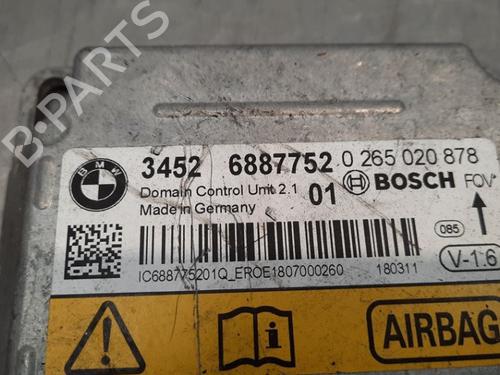 B-PARTS
BMW
3452 6887752 0 265 020 878
Domain Control Unit 2.1 01 BOSCH FOV*
Made in Germany
085
V-1.6
IC688775201Q_EROE1807000260 180311
AIRBAG